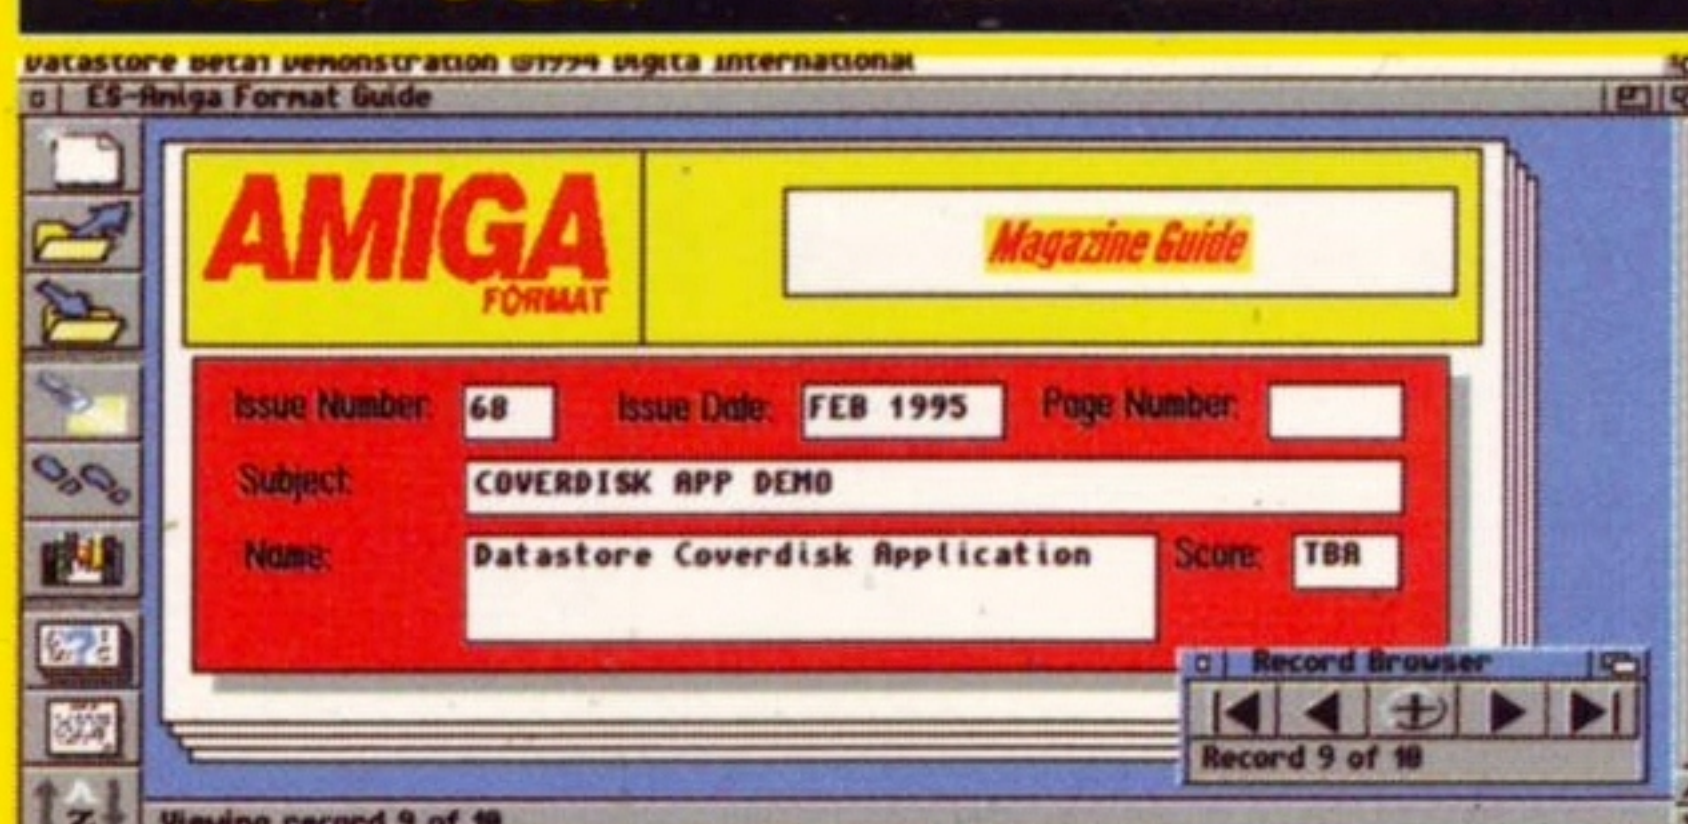 Datastore Beta1 Demonstration ©1994 Digita International
ES-Amiga Format Guide
AMIGA
FORMAT
Magazine Guide
Issue Number: 68 Issue Date: FEB 1995 Page Number:
Subject: COVERDISK APP DEMO
Name: Datastore Coverdisk Application Score: TBA
Record Browser
Record 9 of 10
Viewing record 9 of 10